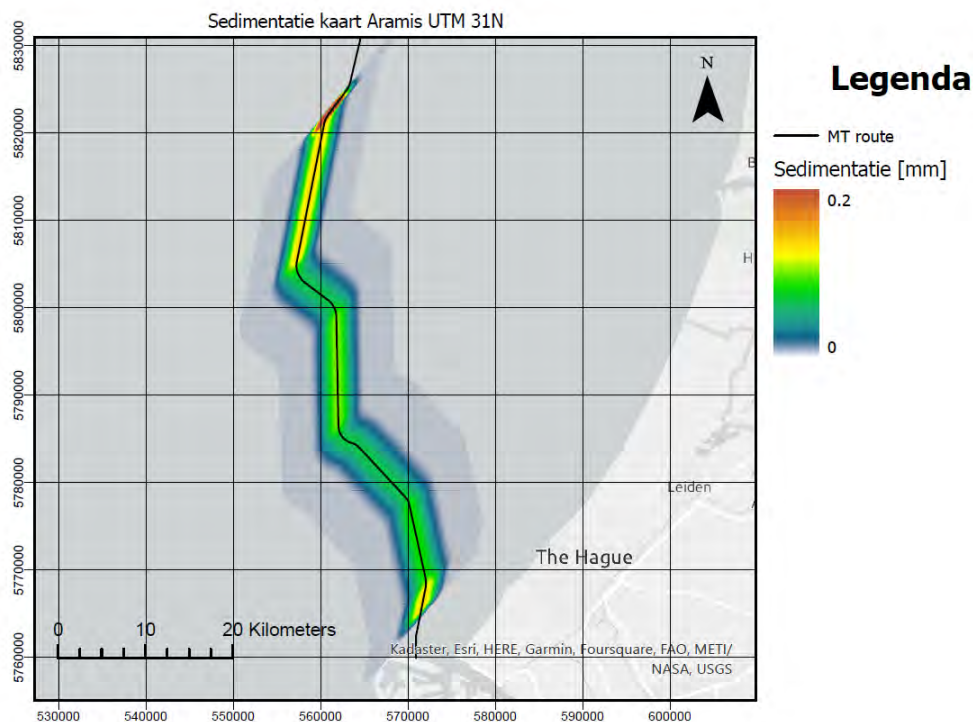 Sedimentatie kaart Aramis UTM 31N
5830000
5820000
5810000
5800000
5790000
5780000
5770000
5760000
N
B
H
Leiden
A
The Hague
0 10 20 Kilometers
Kadaster, Esri, HERE, Garmin, Foursquare, FAO, METI/
NASA, USGS
530000 540000 550000 560000 570000 580000 590000 600000
Legenda
MT route
Sedimentatie [mm]
0.2
0